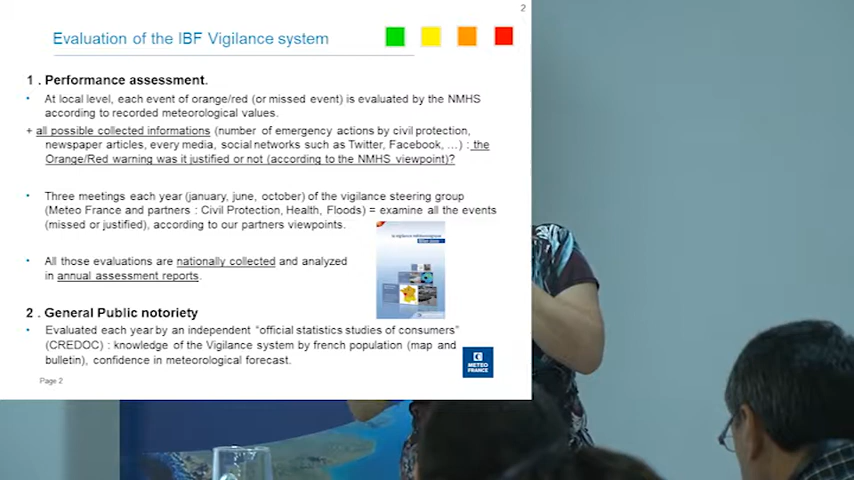 2
Evaluation of the IBF Vigilance system
1 . Performance assessment.
• At local level, each event of orange/red (or missed event) is evaluated by the NMHS
according to recorded meteorological values.
+ all possible collected informations (number of emergency actions by civil protection,
newspaper articles, every media, social networks such as Twitter, Facebook, …) : the
Orange/Red warning was it justified or not (according to the NMHS viewpoint)?
• Three meetings each year (january, june, october) of the vigilance steering group
(Meteo France and partners : Civil Protection, Health, Floods) = examine all the events
(missed or justified), according to our partners viewpoints.
• All those evaluations are nationally collected and analyzed
in annual assessment reports.
2 . General Public notoriety
• Evaluated each year by an independent “official statistics studies of consumers”
(CREDOC) : knowledge of the Vigilance system by french population (map and
bulletin), confidence in meteorological forecast.
METEO
FRANCE
Page 2